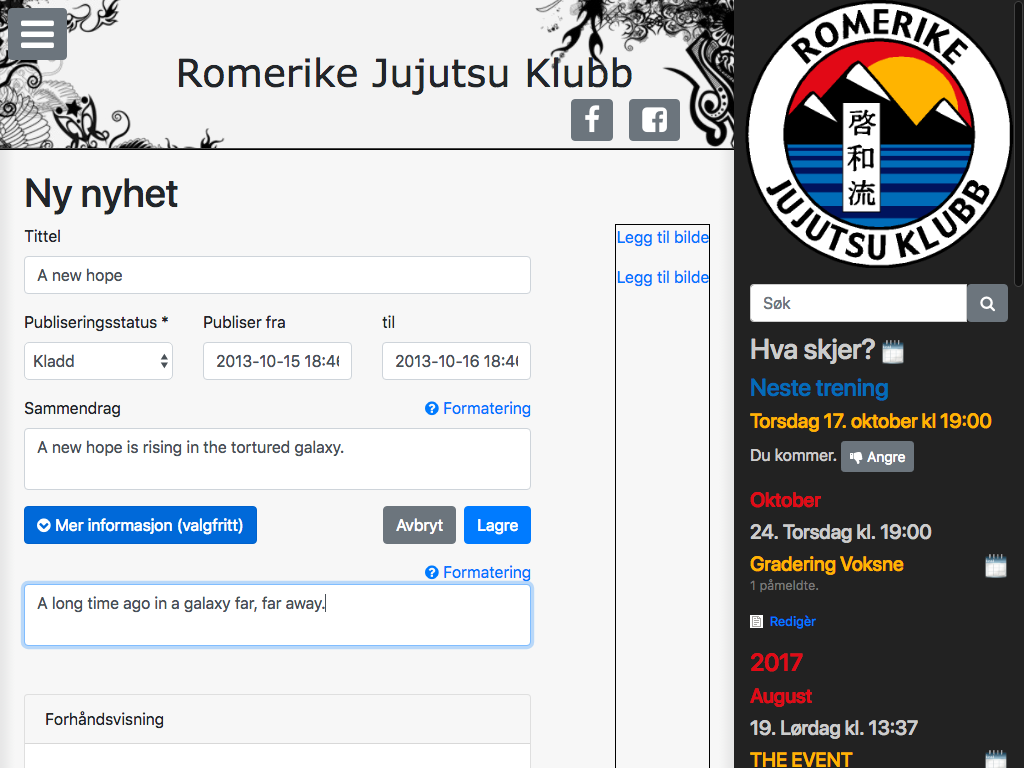 Romerike Jujutsu Klubb
Ny nyhet
Tittel
A new hope
Publiseringsstatus *
Publiser fra
til
Kladd
2013-10-15 18:46
2013-10-16 18:46
Sammendrag
Formatering
A new hope is rising in the tortured galaxy.
Mer informasjon (valgfritt)
Avbryt
Lagre
Formatering
A long time ago in a galaxy far, far away.
Forhåndsvisning
Legg til bilde
Legg til bilde
ROMERIKE
啓和流
JUJUTSU KLUBB
Søk
Hva skjer?
Neste trening
Torsdag 17. oktober kl 19:00
Du kommer.
Angre
Oktober
24. Torsdag kl. 19:00
Gradering Voksne
1 påmeldte.
Redigèr
2017
August
19. Lørdag kl. 13:37
THE EVENT